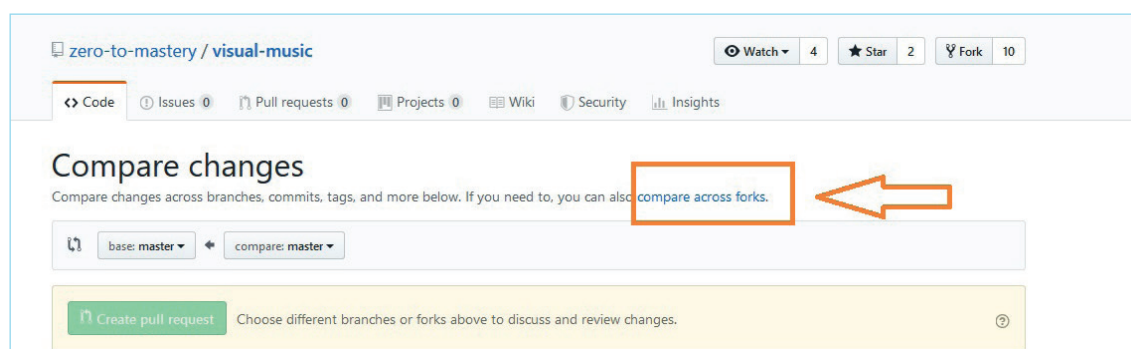 zero-to-mastery / visual-music
Watch 4 Star 2 Fork 10
Code Issues 0 Pull requests 0 Projects 0 Wiki Security Insights
Compare changes
Compare changes across branches, commits, tags, and more below. If you need to, you can also compare across forks.
base: master compare: master
Create pull request Choose different branches or forks above to discuss and review changes.